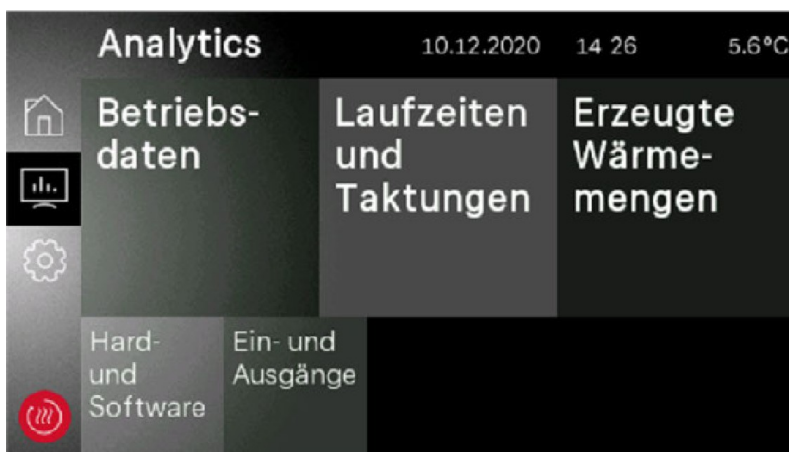 Analytics 10.12.2020 14 26 5.6°C
Betriebs-
daten
Laufzeiten
und
Taktungen
Erzeugte
Wärme-
mengen
Hard-
und
Software
Ein- und
Ausgänge